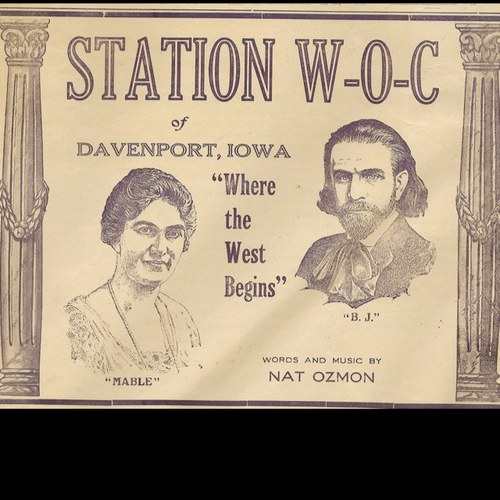 STATION W-O-C
of
DAVENPORT, IOWA
"Where
the
West
Begins"
"B. J."
"MABLE"
WORDS AND MUSIC BY
NAT OZMON